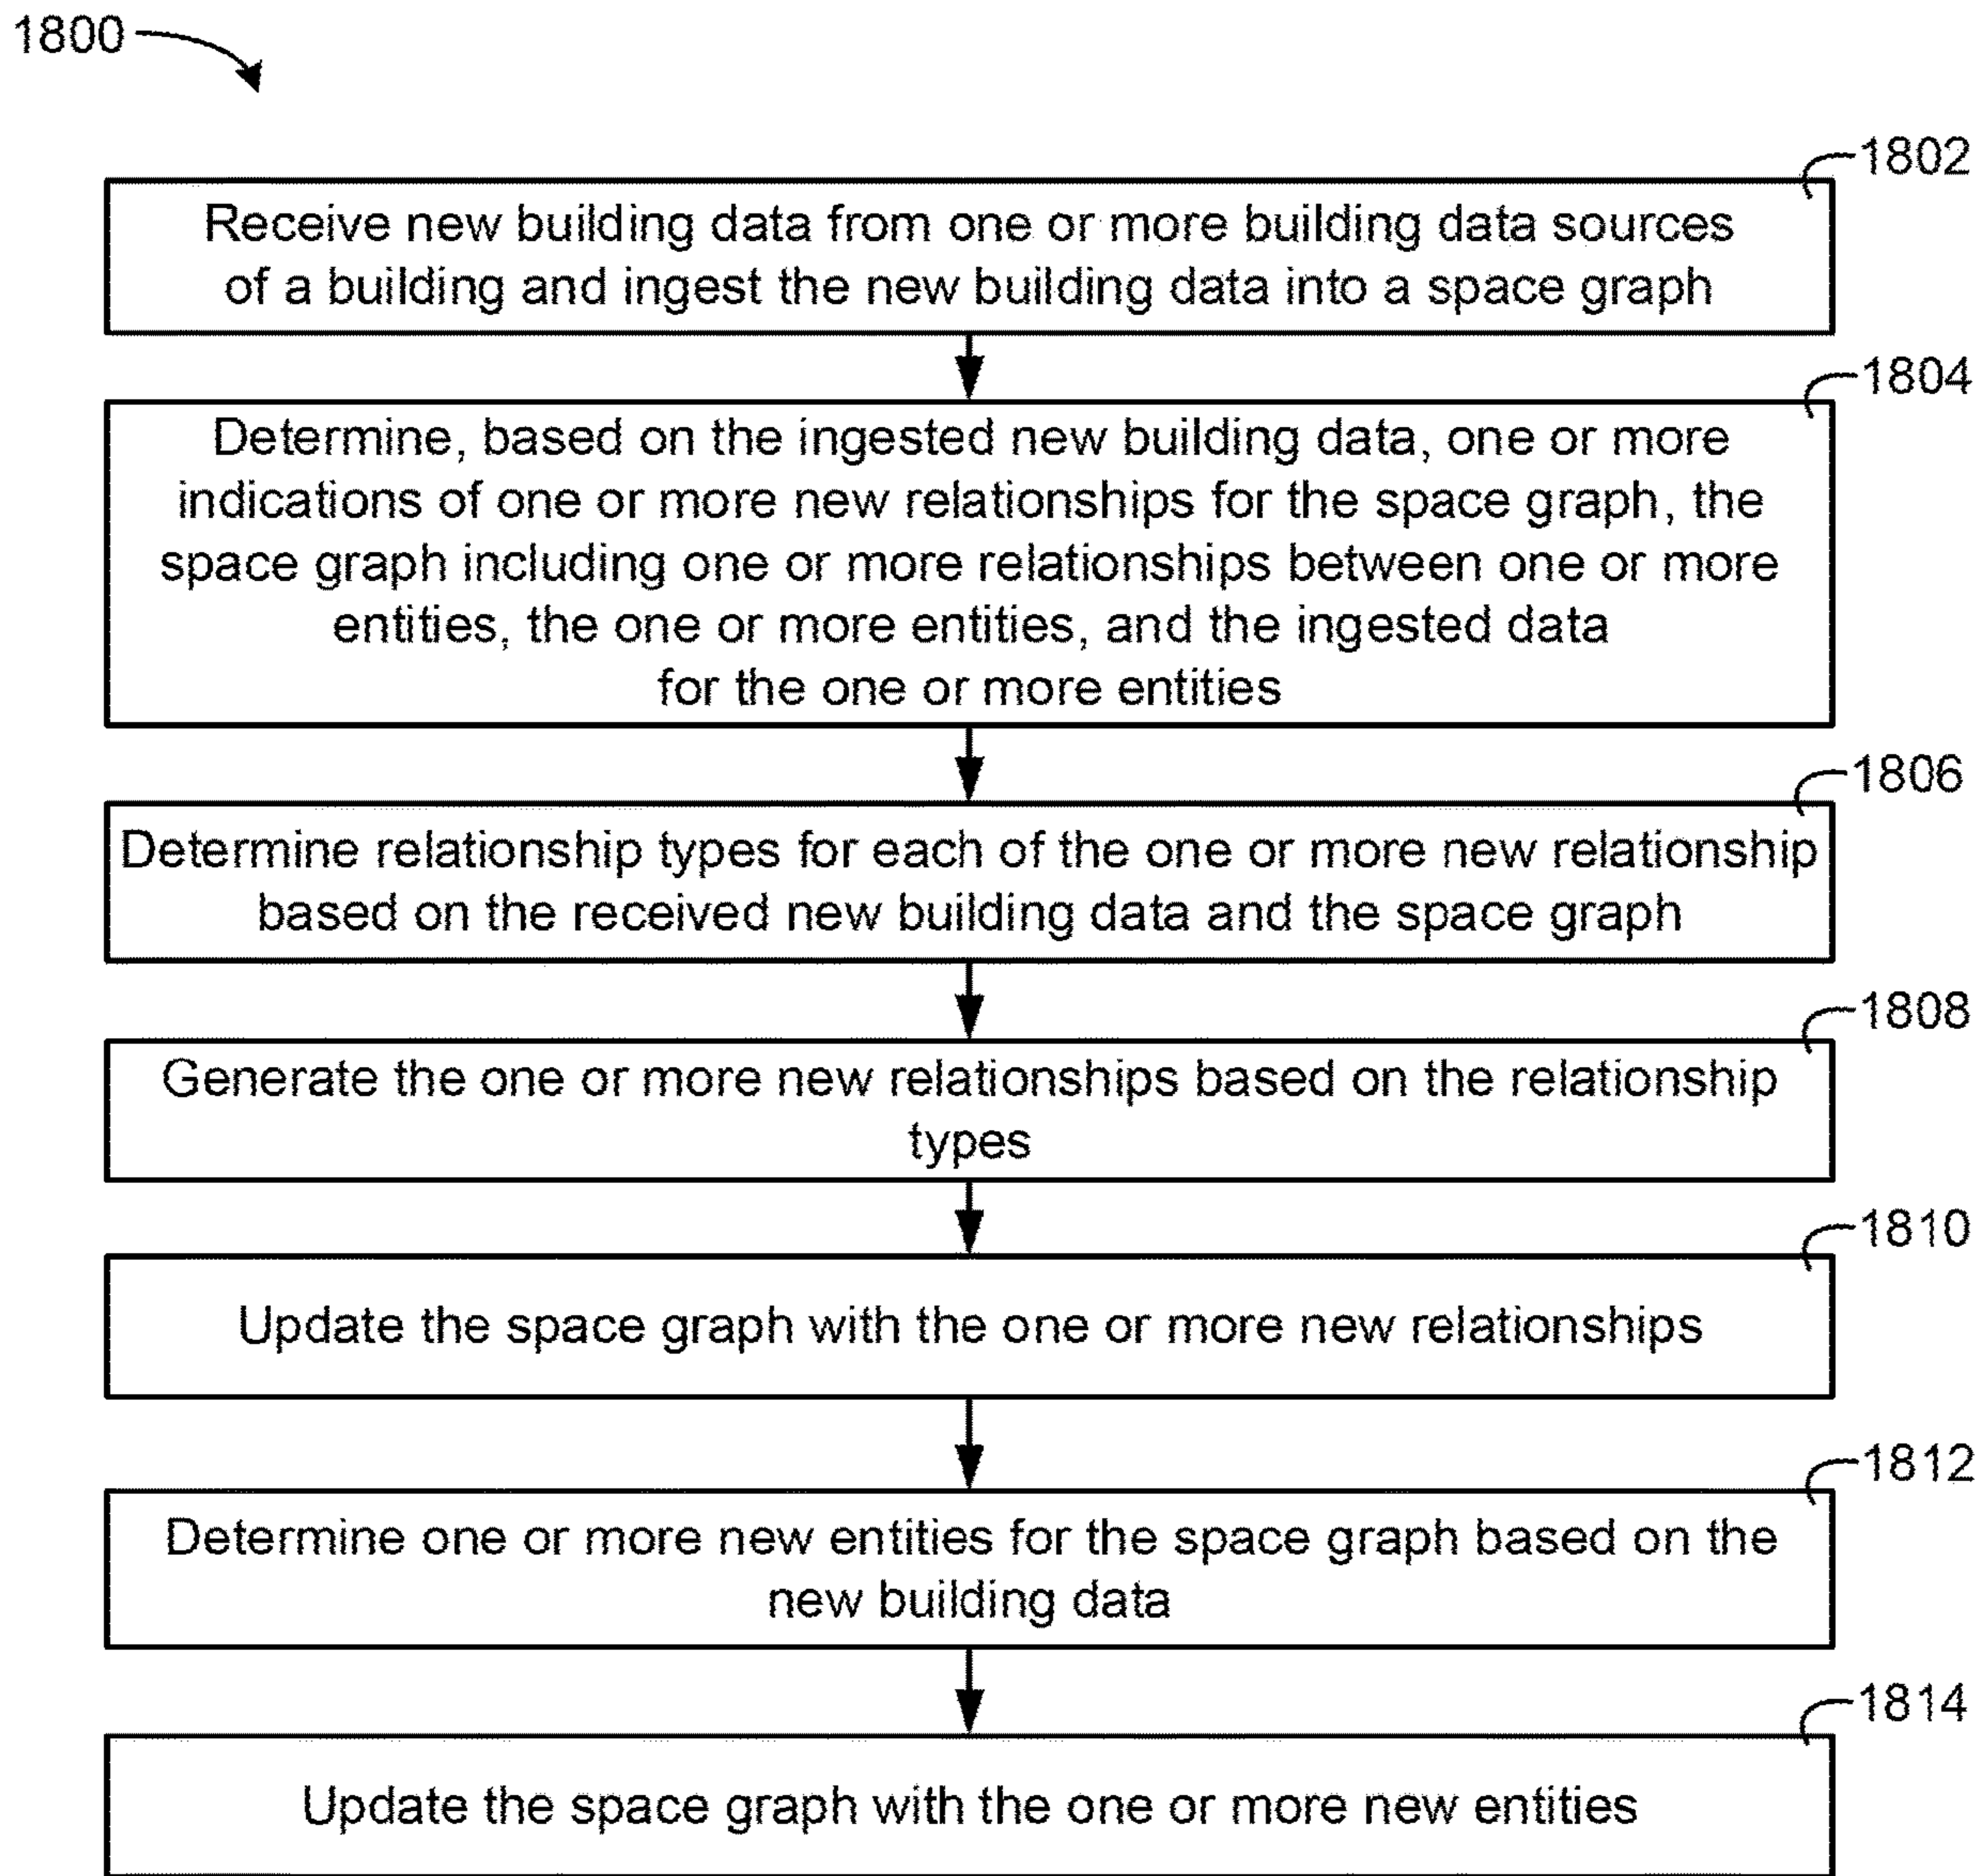 1800
1802
Receive new building data from one or more building data sources
of a building and ingest the new building data into a space graph
1804
Determine, based on the ingested new building data, one or more
indications of one or more new relationships for the space graph, the
space graph including one or more relationships between one or more
entities, the one or more entities, and the ingested data
for the one or more entities
1806
Determine relationship types for each of the one or more new relationship
based on the received new building data and the space graph
1808
Generate the one or more new relationships based on the relationship
types
1810
Update the space graph with the one or more new relationships
1812
Determine one or more new entities for the space graph based on the
new building data
1814
Update the space graph with the one or more new entities